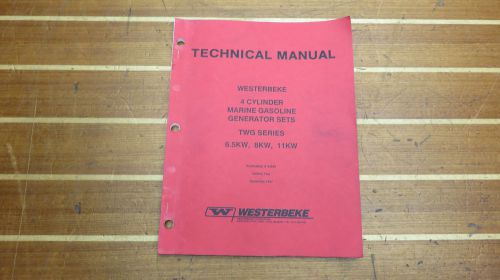 TECHNICAL MANUAL
WESTERBEKE
4 CYLINDER
MARINE GASOLINE
GENERATOR SETS
TWG SERIES
6.5KW, 8KW, 11KW
WESTERBEKE